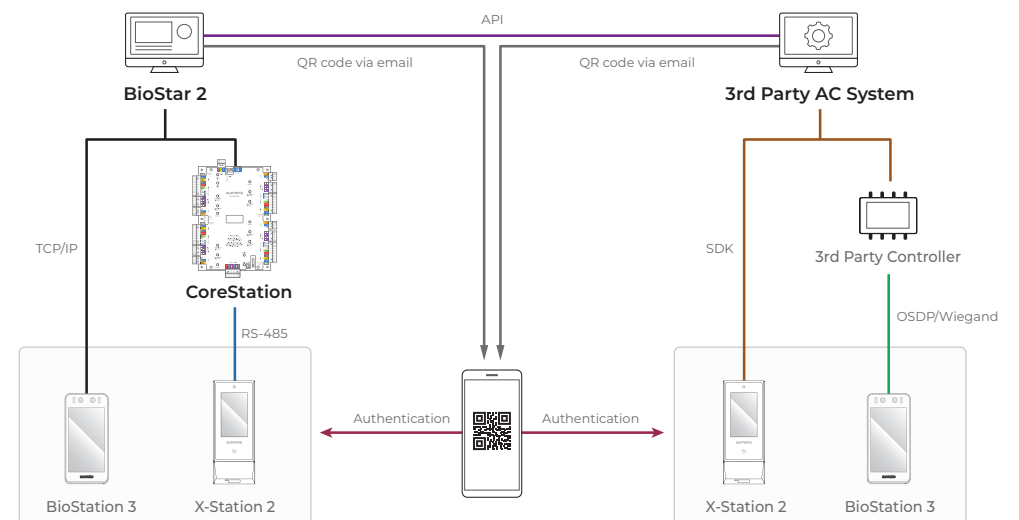 API
QR code via email
QR code via email
BioStar 2
3rd Party AC System
TCP/IP
SDK
3rd Party Controller
CoreStation
OSDP/Wiegand
RS-485
Authentication
Authentication
BioStation 3
X-Station 2
X-Station 2
BioStation 3